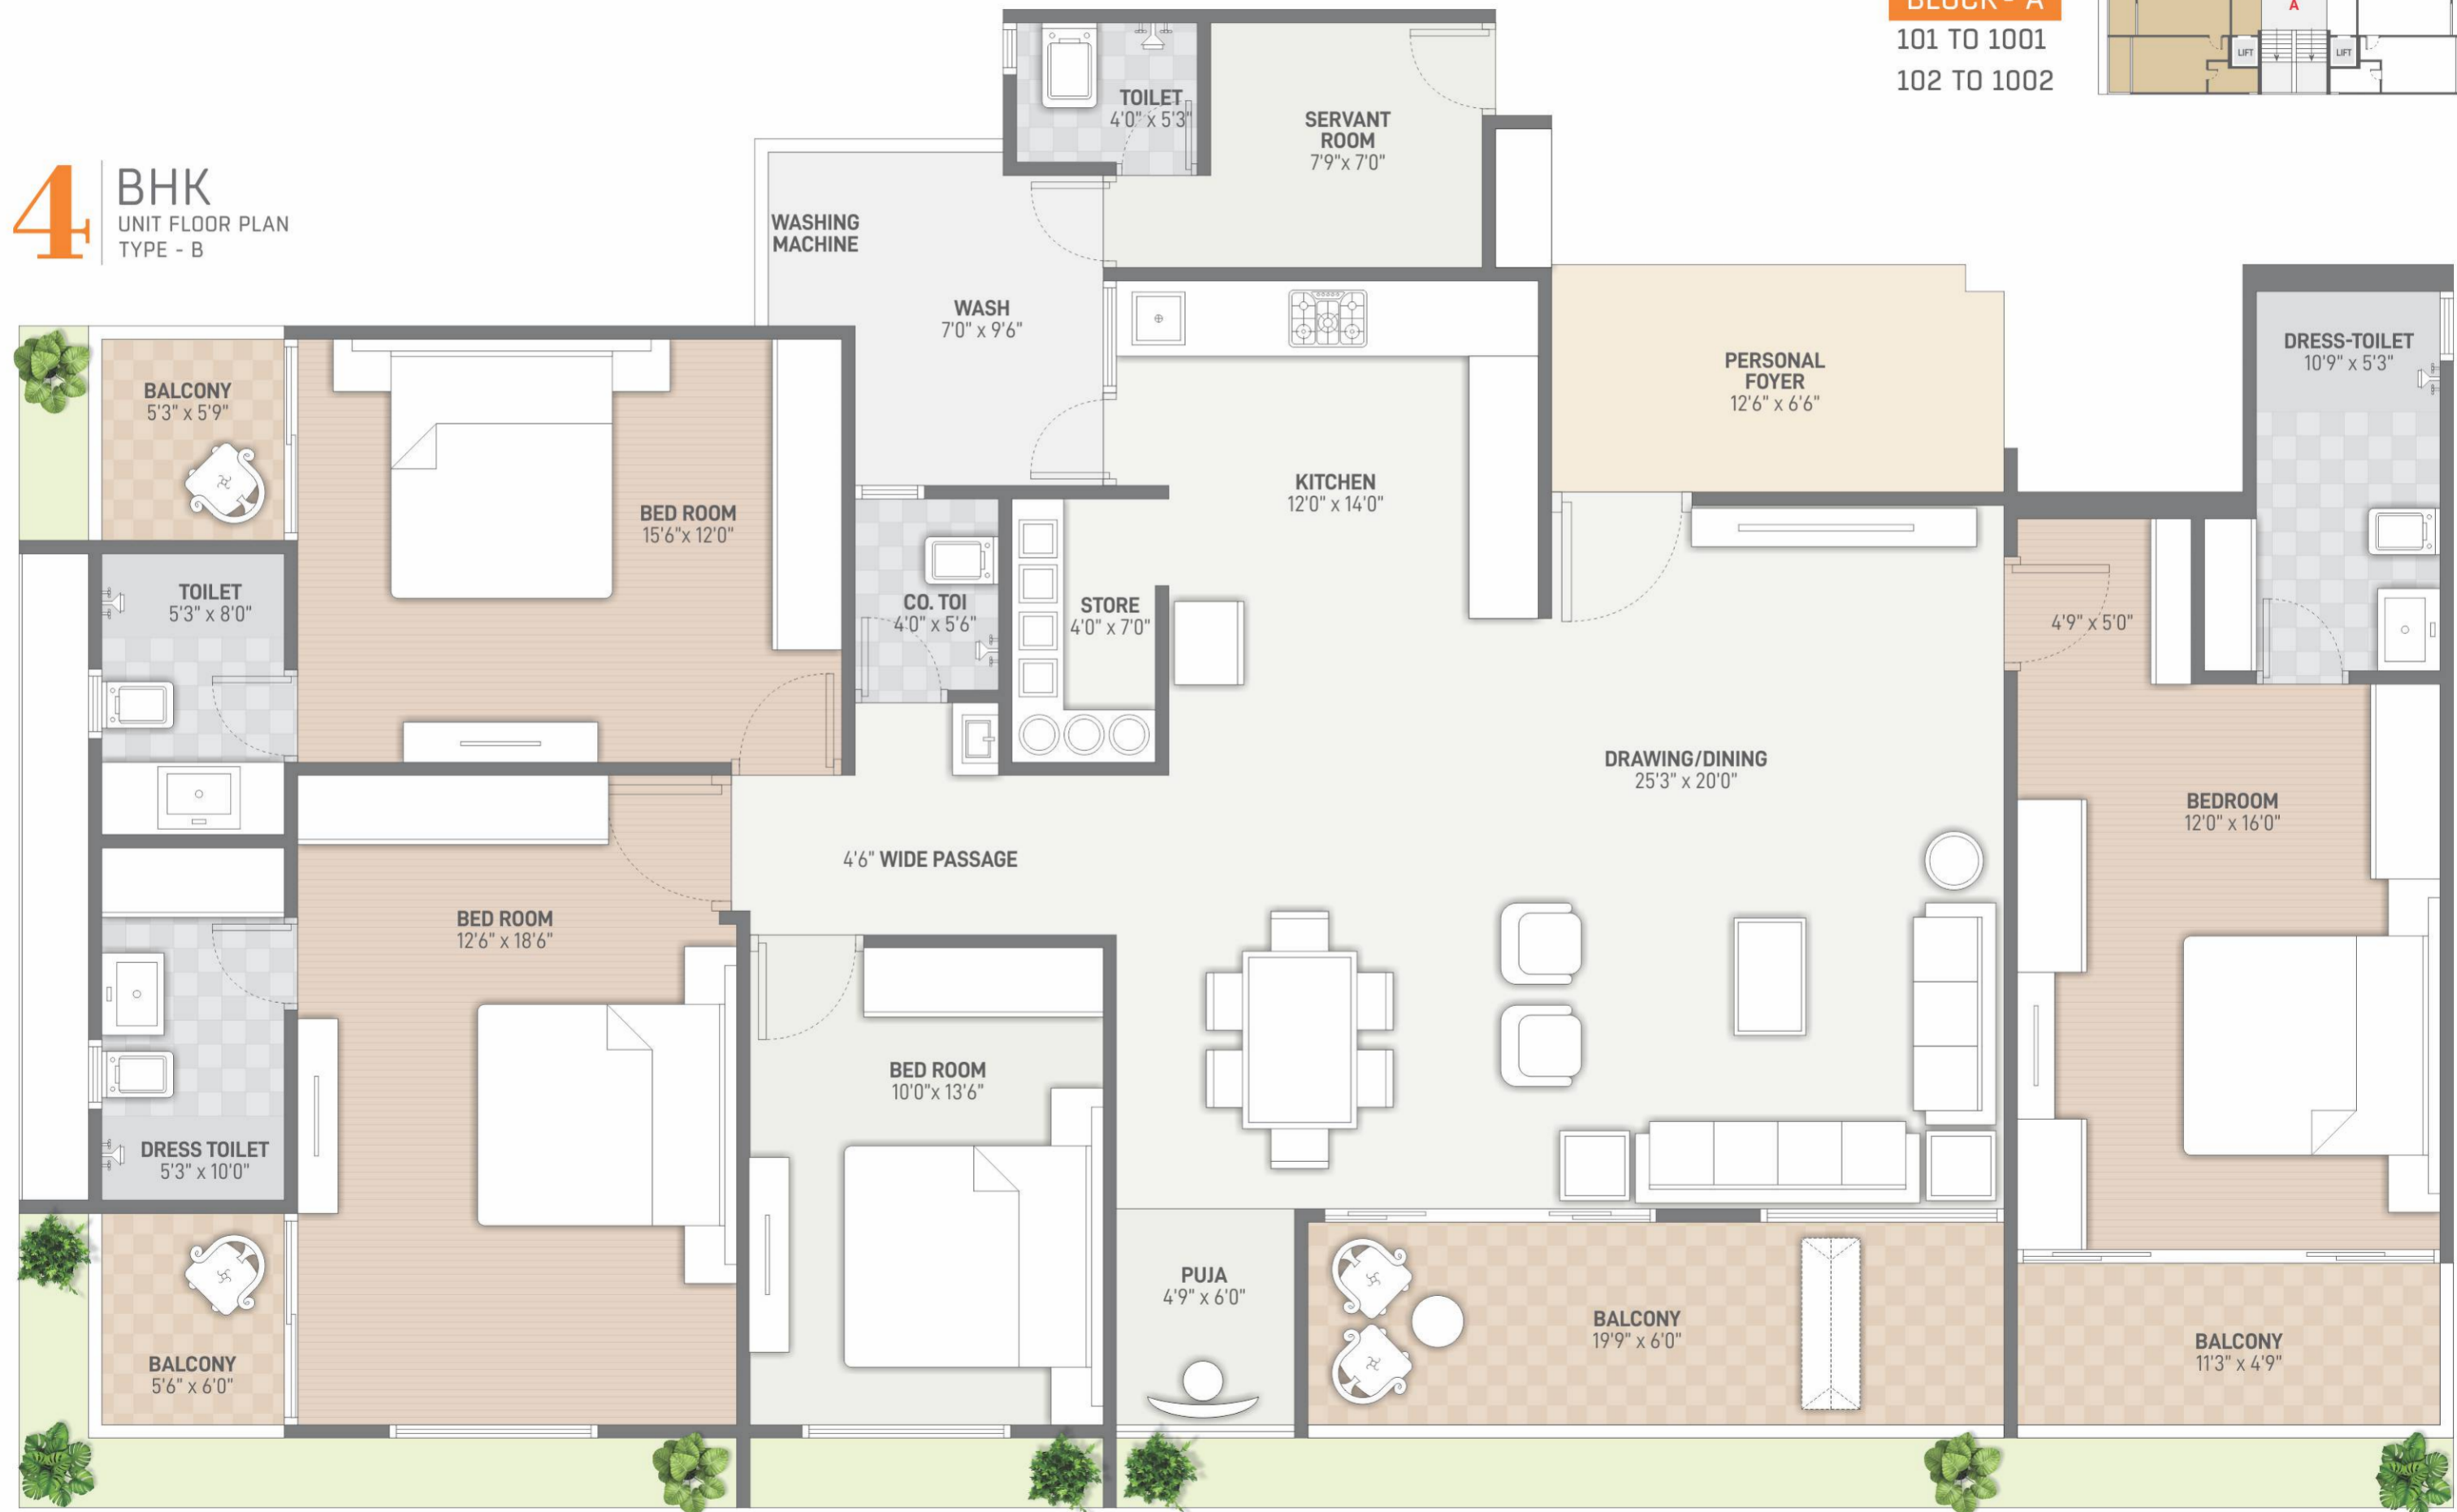 BLOCK - A
101 TO 1001
102 TO 1002
A
LIFT
LIFT
4
BHK
UNIT FLOOR PLAN
TYPE - B
TOILET
4'0" x 5'3"
SERVANT
ROOM
7'9"x 7'0"
WASHING
MACHINE
WASH
7'0" x 9'6"
BALCONY
5'3" x 5'9"
PERSONAL
FOYER
12'6" x 6'6"
DRESS-TOILET
10'9" x 5'3"
BED ROOM
15'6"x 12'0"
KITCHEN
12'0" x 14'0"
TOILET
5'3" x 8'0"
CO. TOI
4'0" x 5'6"
STORE
4'0" x 7'0"
4'9" x 5'0"
DRAWING/DINING
25'3" x 20'0"
BEDROOM
12'0" x 16'0"
4'6" WIDE PASSAGE
BED ROOM
12'6" x 18'6"
BED ROOM
10'0"x 13'6"
DRESS TOILET
5'3" x 10'0"
PUJA
4'9" x 6'0"
BALCONY
19'9" x 6'0"
BALCONY
11'3" x 4'9"
BALCONY
5'6" x 6'0"